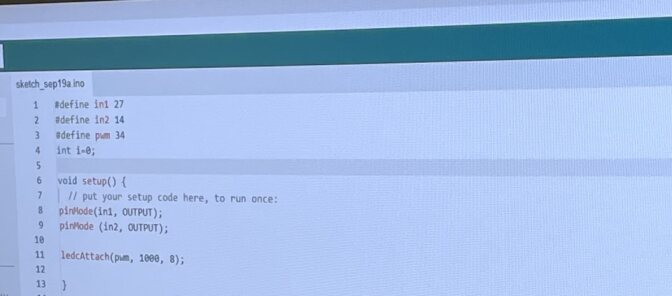 sketch_sep19a.ino
1 #define in1 27
2 #define in2 14
3 #define pwm 34
4 int i=0;
5
6 void setup() {
7 // put your setup code here, to run once:
8 pinMode(in1, OUTPUT);
9 pinMode (in2, OUTPUT);
10
11 ledcAttach(pwm, 1000, 8);
12
13 }